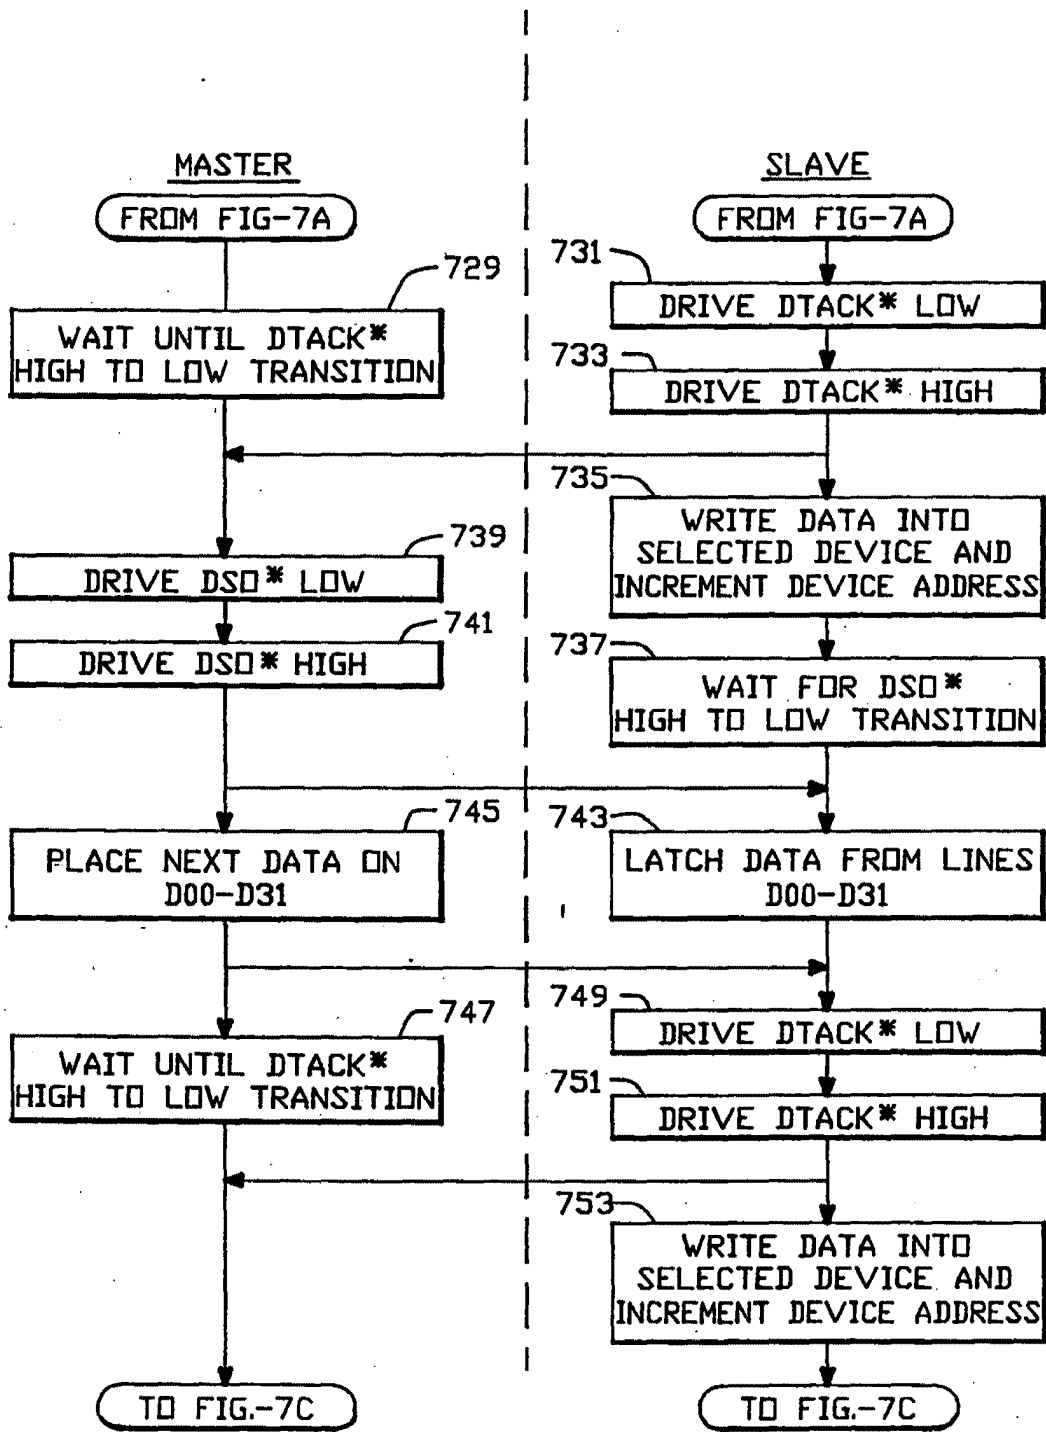 MASTER
FROM FIG-7A
729
WAIT UNTIL DTACK*
HIGH TO LOW TRANSITION
739
DRIVE DSO* LOW
741
DRIVE DSO* HIGH
745
PLACE NEXT DATA ON
D00-D31
747
WAIT UNTIL DTACK*
HIGH TO LOW TRANSITION
TO FIG.-7C
SLAVE
FROM FIG-7A
731
DRIVE DTACK* LOW
733
DRIVE DTACK* HIGH
735
WRITE DATA INTO
SELECTED DEVICE AND
INCREMENT DEVICE ADDRESS
737
WAIT FOR DSO*
HIGH TO LOW TRANSITION
743
LATCH DATA FROM LINES
D00-D31
749
DRIVE DTACK* LOW
751
DRIVE DTACK* HIGH
753
WRITE DATA INTO
SELECTED DEVICE AND
INCREMENT DEVICE ADDRESS
TO FIG.-7C